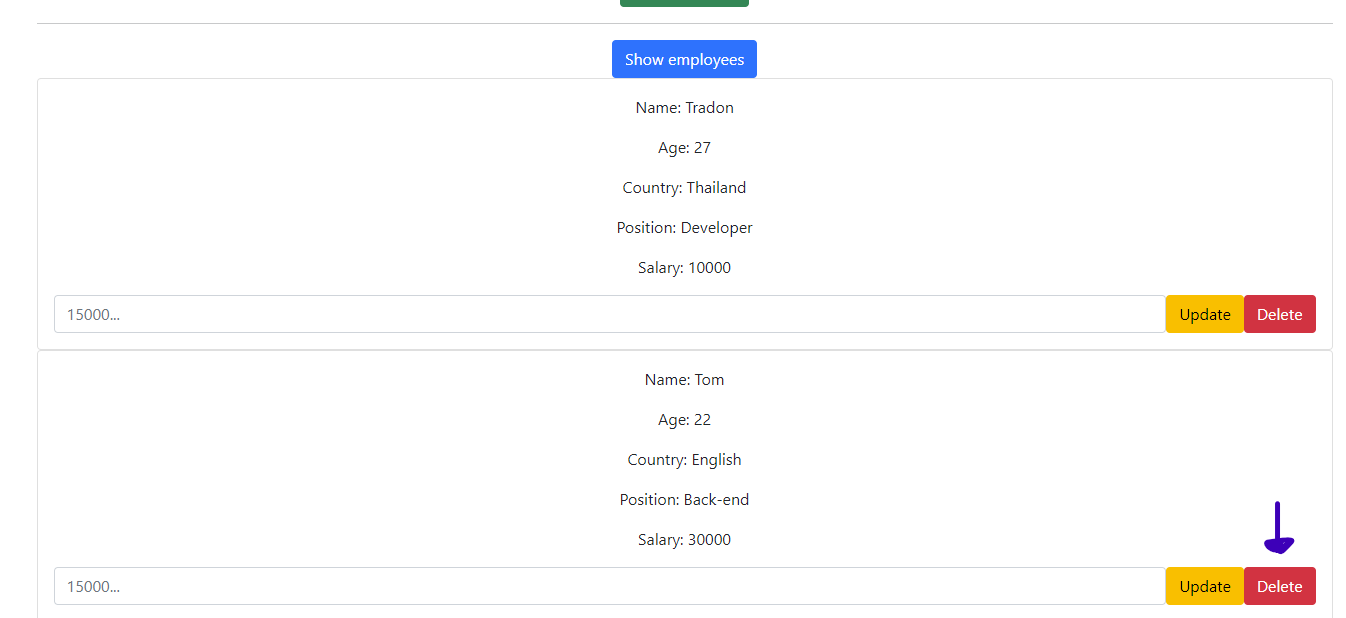 Show employees
Name: Tradon
Age: 27
Country: Thailand
Position: Developer
Salary: 10000
15000... Update Delete
Name: Tom
Age: 22
Country: English
Position: Back-end
Salary: 30000
15000... Update Delete